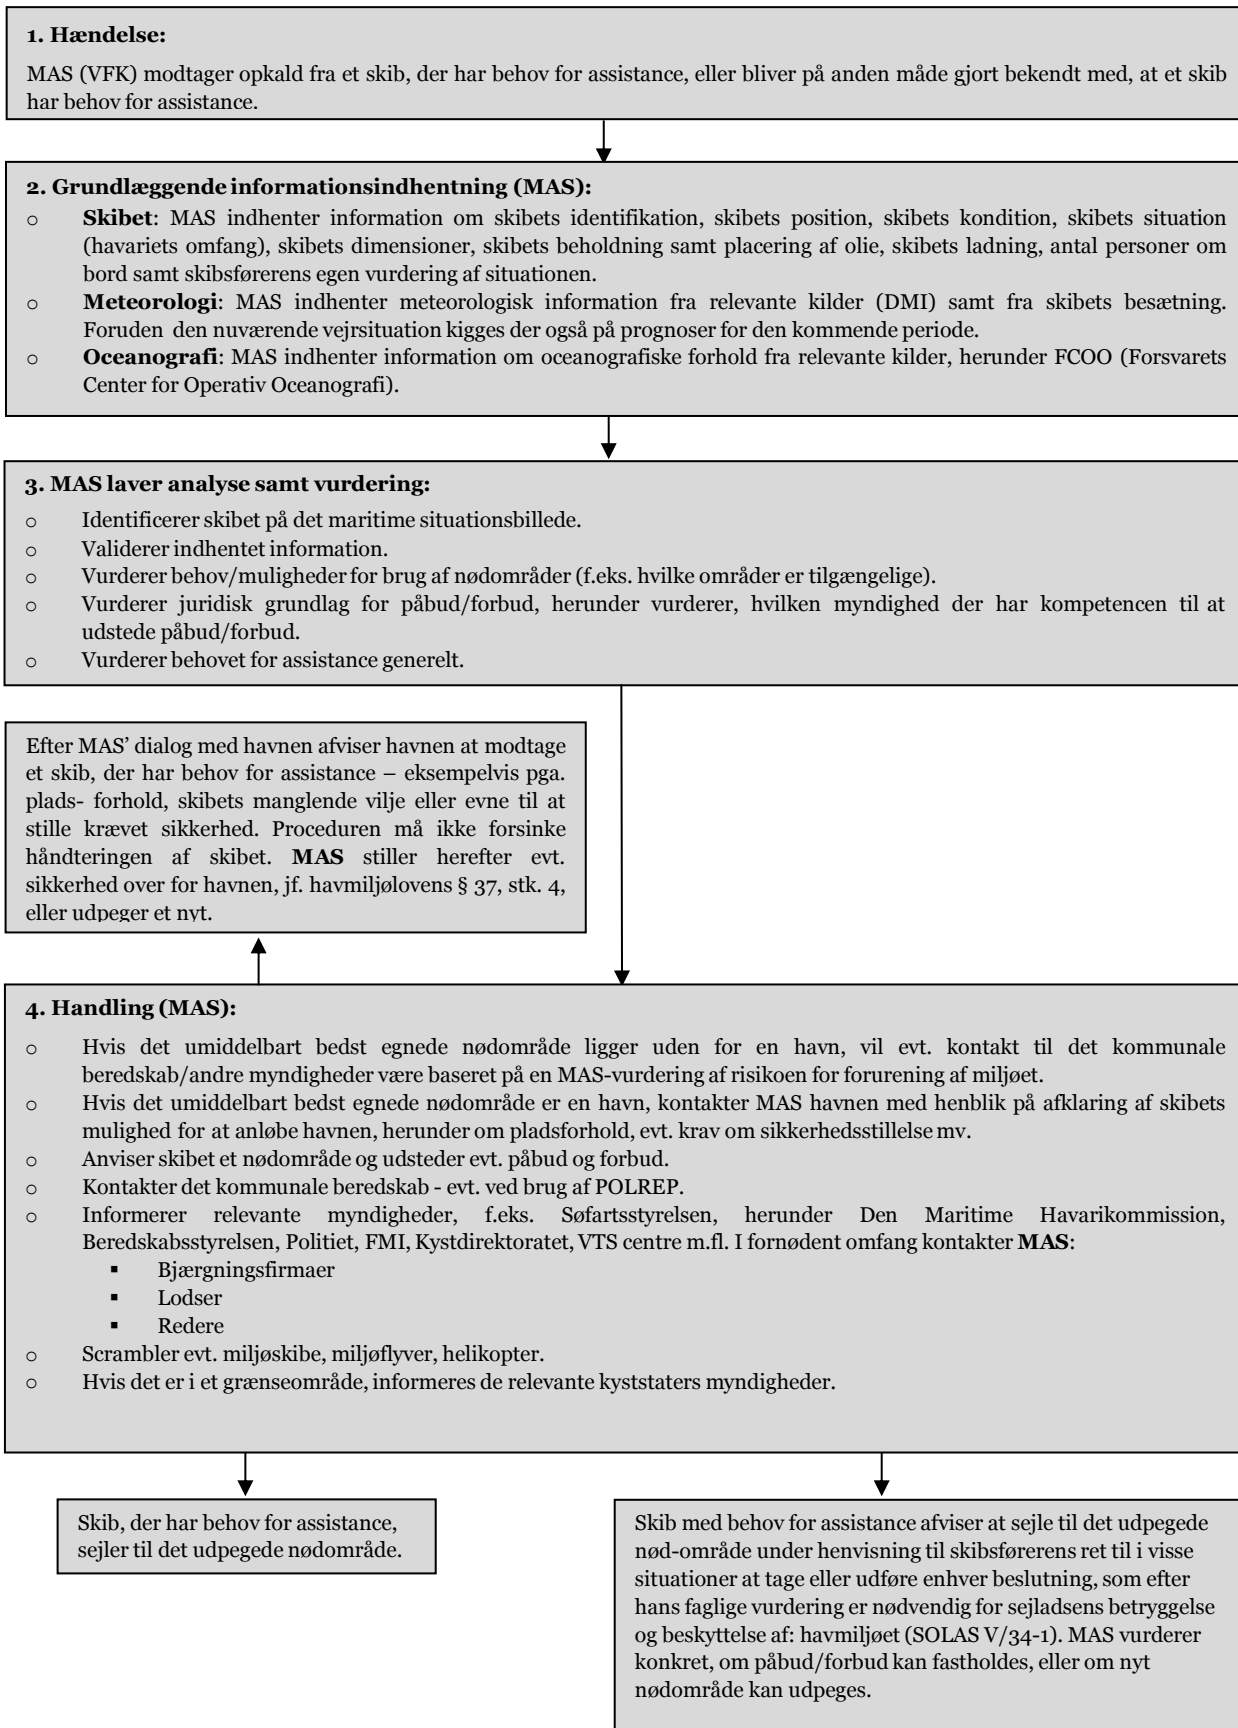 1. Hændelse:
MAS (VFK) modtager opkald fra et skib, der har behov for assistance, eller bliver på anden måde gjort bekendt med, at et skib
har behov for assistance.
2. Grundlæggende informationsindhentning (MAS):
o Skibet: MAS indhenter information om skibets identifikation, skibets position, skibets kondition, skibets situation
(havariets omfang), skibets dimensioner, skibets beholdning samt placering af olie, skibets ladning, antal personer om
bord samt skibsførerens egen vurdering af situationen.
o Meteorologi: MAS indhenter meteorologisk information fra relevante kilder (DMI) samt fra skibets besætning.
Foruden den nuværende vejrsituation kigges der også på prognoser for den kommende periode.
o Oceanografi: MAS indhenter information om oceanografiske forhold fra relevante kilder, herunder FCOO (Forsvarets
Center for Operativ Oceanografi).
3. MAS laver analyse samt vurdering:
o Identificerer skibet på det maritime situationsbillede.
o Validerer indhentet information.
o Vurderer behov/muligheder for brug af nødområder (f.eks. hvilke områder er tilgængelige).
o Vurderer juridisk grundlag for påbud/forbud, herunder vurderer, hvilken myndighed der har kompetencen til at
udstede påbud/forbud.
o Vurderer behovet for assistance generelt.
Efter MAS’ dialog med havnen afviser havnen at modtage
et skib, der har behov for assistance – eksempelvis pga.
plads- forhold, skibets manglende vilje eller evne til at
stille krævet sikkerhed. Proceduren må ikke forsinke
håndteringen af skibet. MAS stiller herefter evt.
sikkerhed over for havnen, jf. havmiljølovens § 37, stk. 4,
eller udpeger et nyt.
4. Handling (MAS):
o Hvis det umiddelbart bedst egnede nødområde ligger uden for en havn, vil evt. kontakt til det kommunale
beredskab/andre myndigheder være baseret på en MAS-vurdering af risikoen for forurening af miljøet.
o Hvis det umiddelbart bedst egnede nødområde er en havn, kontakter MAS havnen med henblik på afklaring af skibets
mulighed for at anløbe havnen, herunder om pladsforhold, evt. krav om sikkerhedsstillelse mv.
o Anviser skibet et nødområde og udsteder evt. påbud og forbud.
o Kontakter det kommunale beredskab - evt. ved brug af POLREP.
o Informerer relevante myndigheder, f.eks. Søfartsstyrelsen, herunder Den Maritime Havarikommission,
Beredskabsstyrelsen, Politiet, FMI, Kystdirektoratet, VTS centre m.fl. I fornødent omfang kontakter MAS:
▪ Bjærgningsfirmaer
▪ Lodser
▪ Redere
o Scrambler evt. miljøskibe, miljøflyver, helikopter.
o Hvis det er i et grænseområde, informeres de relevante kyststaters myndigheder.
Skib, der har behov for assistance,
sejler til det udpegede nødområde.
Skib med behov for assistance afviser at sejle til det udpegede
nød-område under henvisning til skibsførerens ret til i visse
situationer at tage eller udføre enhver beslutning, som efter
hans faglige vurdering er nødvendig for sejladsens betryggelse
og beskyttelse af: havmiljøet (SOLAS V/34-1). MAS vurderer
konkret, om påbud/forbud kan fastholdes, eller om nyt
nødområde kan udpeges.